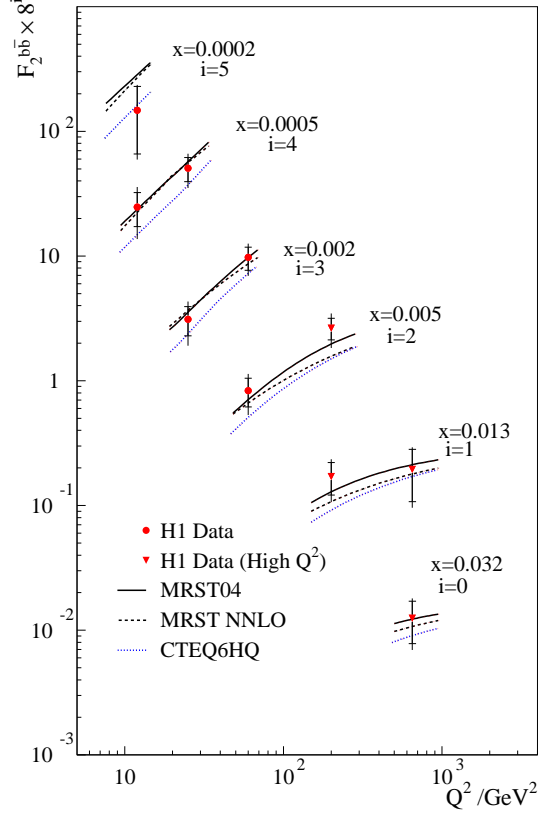 F₂ᵇᵇ̄ × 8ⁱ
x=0.0002
i=5
x=0.0005
i=4
x=0.002
i=3
x=0.005
i=2
x=0.013
i=1
x=0.032
i=0
H1 Data
H1 Data (High Q²)
MRST04
MRST NNLO
CTEQ6HQ
10²
10
1
10⁻¹
10⁻²
10⁻³
10
10²
10³
Q² /GeV²